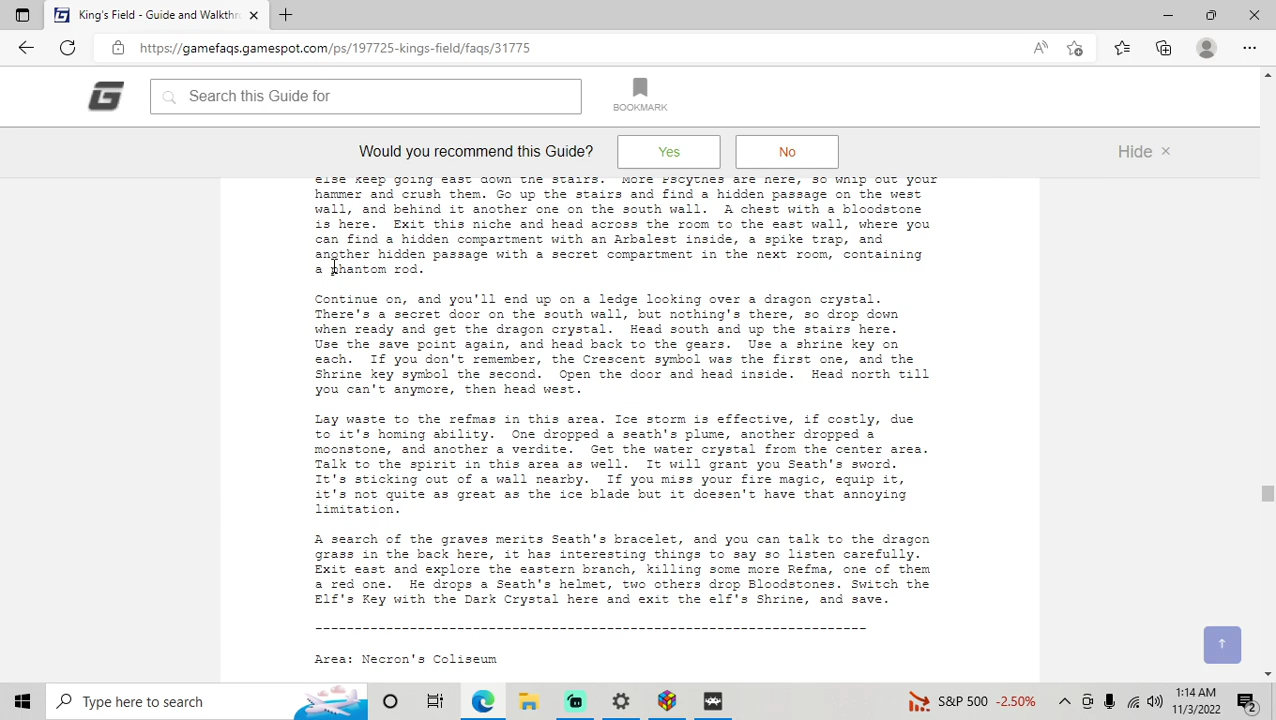 King's Field - Guide and Walkthr
https://gamefaqs.gamespot.com/ps/197725-kings-field/faqs/31775
Search this Guide for
BOOKMARK
Would you recommend this Guide?
Yes
No
Hide ×
else keep going east down the stairs.  More Pscythes are here, so whip out your
hammer and crush them. Go up the stairs and find a hidden passage on the west
wall, and behind it another one on the south wall.  A chest with a bloodstone
is here.  Exit this niche and head across the room to the east wall, where you
can find a hidden compartment with an Arbalest inside, a spike trap, and
another hidden passage with a secret compartment in the next room, containing
a phantom rod.
Continue on, and you'll end up on a ledge looking over a dragon crystal.
There's a secret door on the south wall, but nothing's there, so drop down
when ready and get the dragon crystal.  Head south and up the stairs here.
Use the save point again, and head back to the gears.  Use a shrine key on
each.  If you don't remember, the Crescent symbol was the first one, and the
Shrine key symbol the second.  Open the door and head inside.  Head north till
you can't anymore, then head west.
Lay waste to the refmas in this area. Ice storm is effective, if costly, due
to it's homing ability.  One dropped a seath's plume, another dropped a
moonstone, and another a verdite.  Get the water crystal from the center area.
Talk to the spirit in this area as well.  It will grant you Seath's sword.
It's sticking out of a wall nearby.  If you miss your fire magic, equip it,
it's not quite as great as the ice blade but it doesen't have that annoying
limitation.
A search of the graves merits Seath's bracelet, and you can talk to the dragon
grass in the back here, it has interesting things to say so listen carefully.
Exit east and explore the eastern branch, killing some more Refma, one of them
a red one.  He drops a Seath's helmet, two others drop Bloodstones. Switch the
Elf's Key with the Dark Crystal here and exit the elf's Shrine, and save.
----------------------------------------------------------------------
Area: Necron's Coliseum
Type here to search
S&P 500 -2.50%
1:14 AM
11/3/2022
2